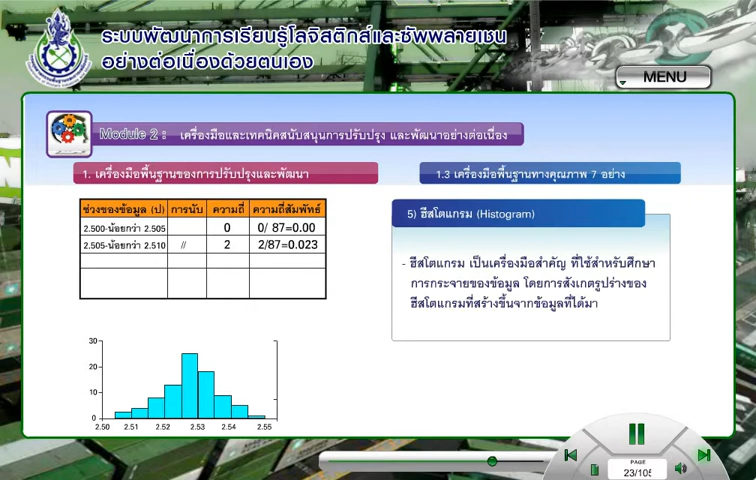 ระบบพัฒนาการเรียนรู้โลจิสติกส์และซัพพลายเชน
อย่างต่อเนื่องด้วยตนเอง
MENU
Module 2 : เครื่องมือและเทคนิคสนับสนุนการปรับปรุง และพัฒนาอย่างต่อเนื่อง
1. เครื่องมือพื้นฐานของการปรับปรุงและพัฒนา
1.3 เครื่องมือพื้นฐานทางคุณภาพ 7 อย่าง
ช่วงของข้อมูล (ป) การนับ ความถี่ ความถี่สัมพัทธ์
2.500-น้อยกว่า 2.505 0 0/ 87=0.00
2.505-น้อยกว่า 2.510 // 2 2/87=0.023
5) ฮีสโตแกรม (Histogram)
- ฮีสโตแกรม เป็นเครื่องมือสำคัญ ที่ใช้สำหรับศึกษา
การกระจายของข้อมูล โดยการสังเกตรูปร่างของ
ฮีสโตแกรมที่สร้างขึ้นจากข้อมูลที่ได้มา
30
20
10
0
2.50 2.51 2.52 2.53 2.54 2.55
PAGE
23/105